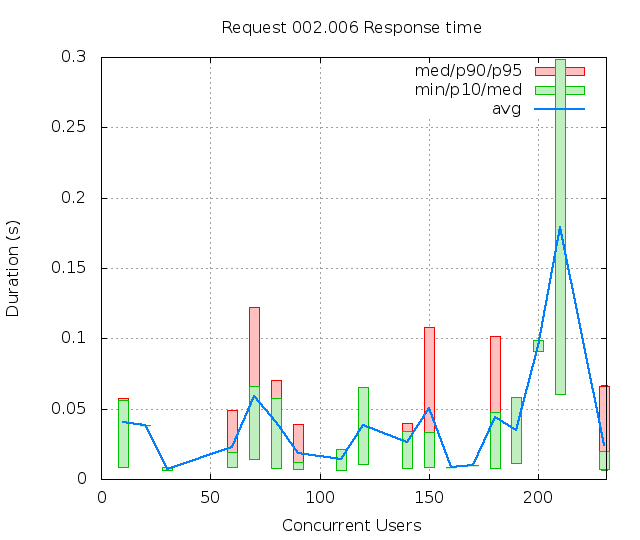 Request 002.006 Response time
0.3
med/p90/p95
min/p10/med
avg
0.25
0.2
0.15
0.1
0.05
0
Duration (s)
0 50 100 150 200
Concurrent Users